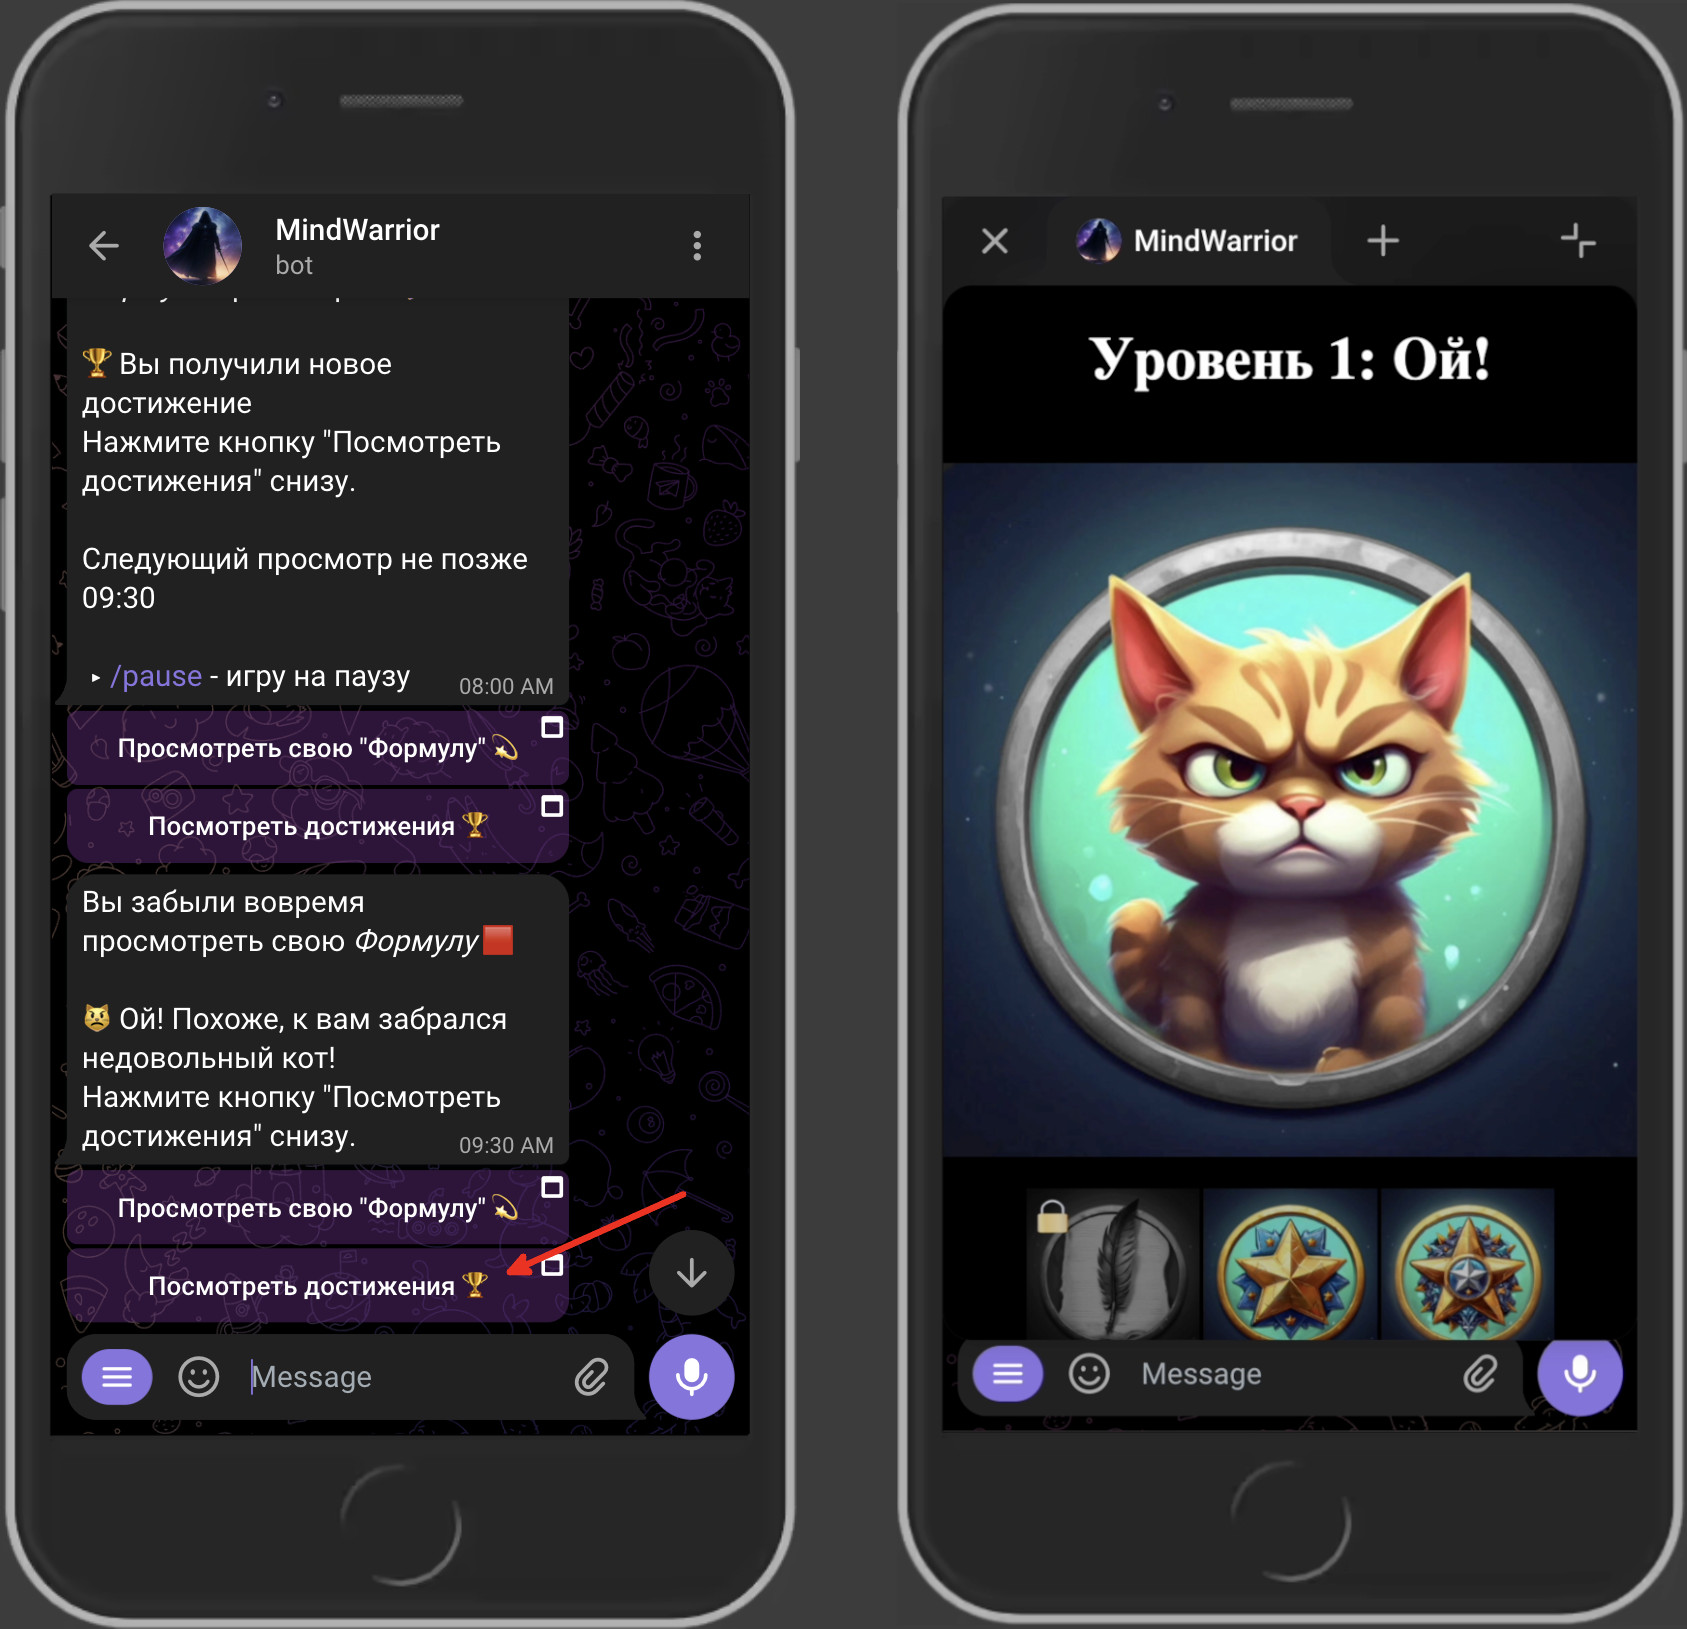 MindWarrior
bot
🏆 Вы получили новое
достижение
Нажмите кнопку "Посмотреть
достижения" снизу.
Следующий просмотр не позже
09:30
▸ /pause - игру на паузу
08:00 AM
Просмотреть свою "Формулу" 💫
Посмотреть достижения 🏆
Вы забыли вовремя
просмотреть свою Формулу 🟥
😾 Ой! Похоже, к вам забрался
недовольный кот!
Нажмите кнопку "Посмотреть
достижения" снизу.
09:30 AM
Просмотреть свою "Формулу" 💫
Посмотреть достижения 🏆
Message
MindWarrior
Уровень 1: Ой!
Message